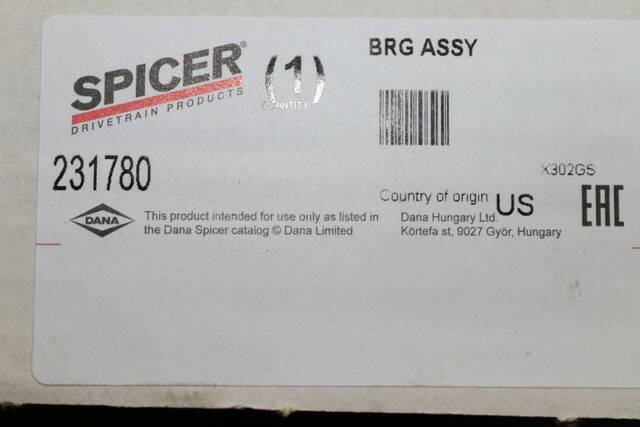 SPICER®
DRIVETRAIN PRODUCTS
(1)
QUANTITY
BRG ASSY
231780
X302GS
Country of origin US
EAC
DANA
This product intended for use only as listed in
the Dana Spicer catalog © Dana Limited
Dana Hungary Ltd.
Körtefa st, 9027 Győr, Hungary